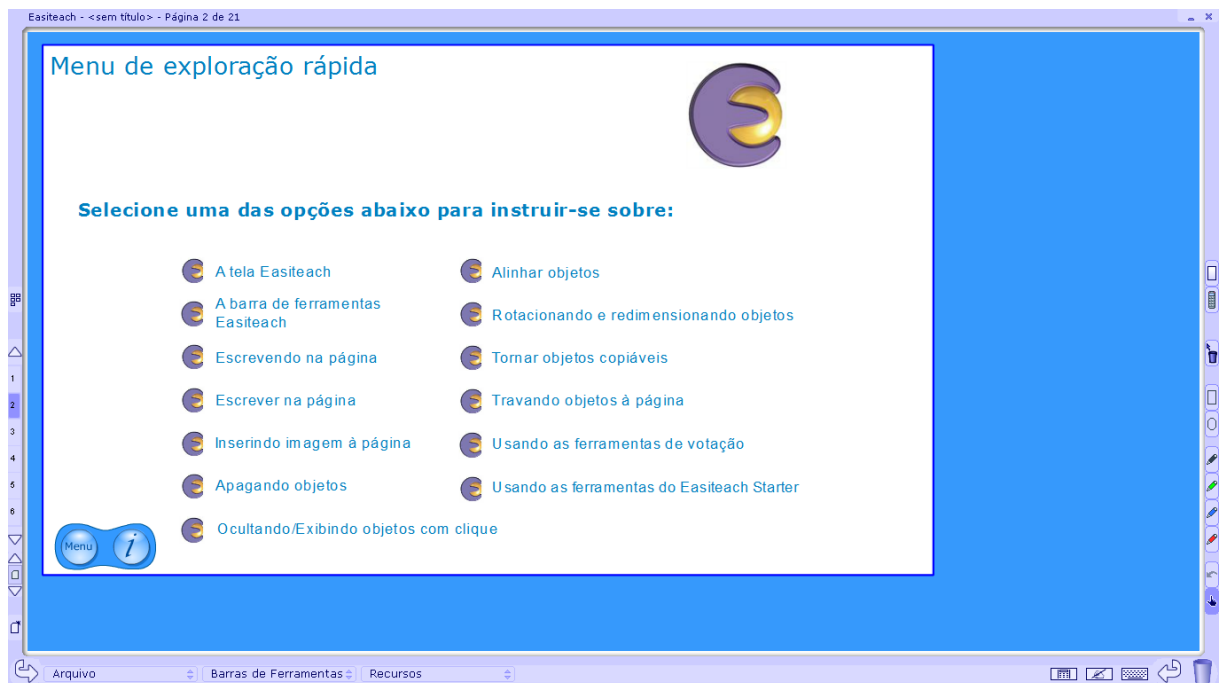 Easiteach - <sem título> - Página 2 de 21
Menu de exploração rápida
Selecione uma das opções abaixo para instruir-se sobre:
A tela Easiteach
A barra de ferramentas
Easiteach
Escrevendo na página
Escrever na página
Inserindo imagem à página
Apagando objetos
Ocultando/Exibindo objetos com clique
Alinhar objetos
Rotacionando e redimensionando objetos
Tornar objetos copiáveis
Travando objetos à página
Usando as ferramentas de votação
Usando as ferramentas do Easiteach Starter
Menu i
1
2
3
4
5
6
Arquivo Barras de Ferramentas Recursos